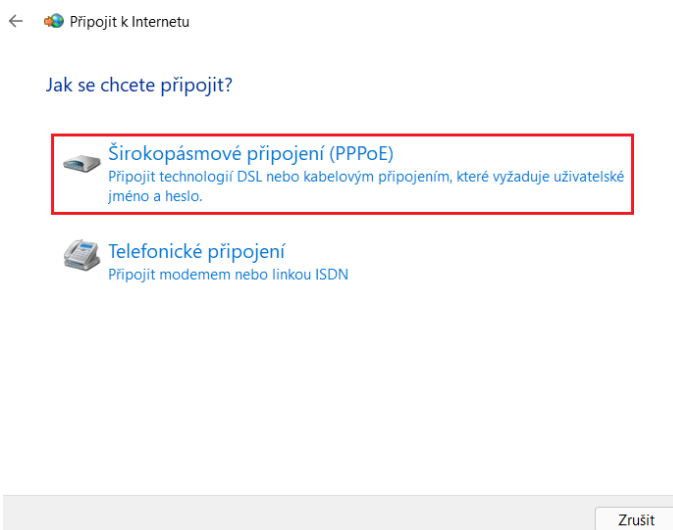 Připojit k Internetu
Jak se chcete připojit?
Širokopásmové připojení (PPPoE)
Připojit technologií DSL nebo kabelovým připojením, které vyžaduje uživatelské
jméno a heslo.
Telefonické připojení
Připojit modemem nebo linkou ISDN
Zrušit